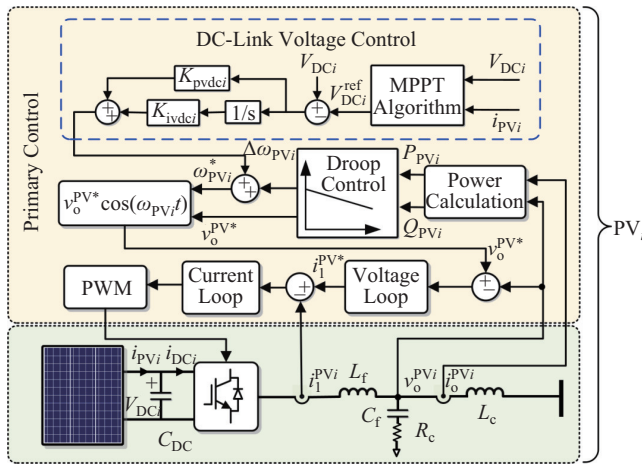 DC-Link Voltage Control
K_pvdci
V_DCi
V_DCi^ref
MPPT
Algorithm
V_DCi
i_PVi
K_ivdci
1/s
Primary Control
Δω_PVi
ω_PVi^*
Droop
Control
P_PVi
Q_PVi
Power
Calculation
v_o^PV* cos(ω_PVi t)
v_o^PV*
v_o^PV*
PV_i
PWM
Current
Loop
i_1^PV*
Voltage
Loop
i_PVi
i_DCi
V_DCi
C_DC
i_1^PVi
L_f
v_o^PVi
i_o^PVi
C_f
R_c
L_c